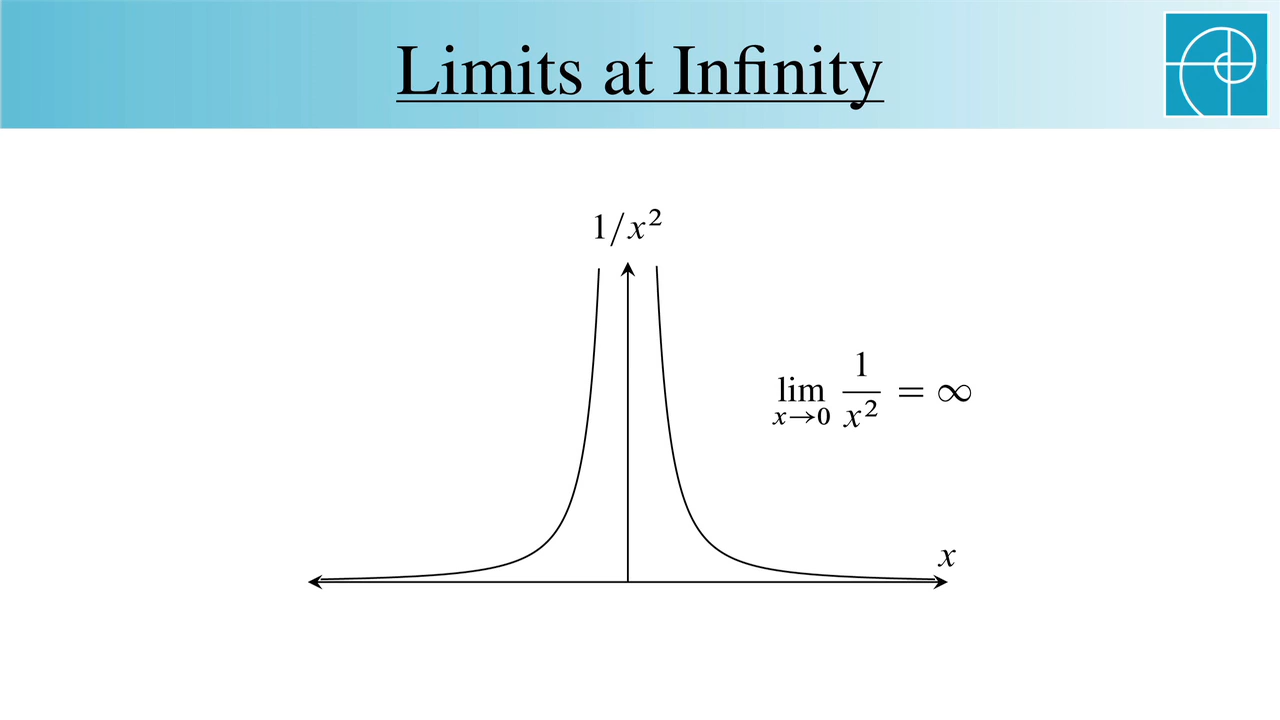 Limits at Infinity
1/x²
lim x→0 1/x² = ∞
x